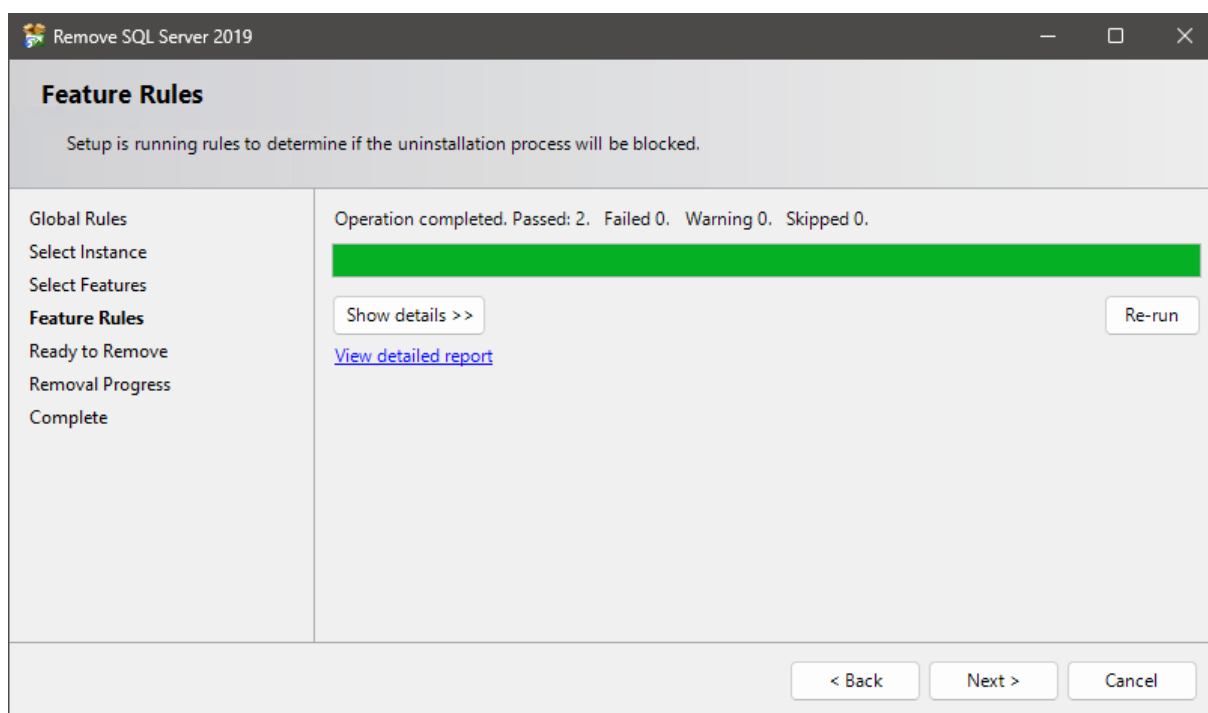 Remove SQL Server 2019
Feature Rules
Setup is running rules to determine if the uninstallation process will be blocked.
Global Rules
Select Instance
Select Features
Feature Rules
Ready to Remove
Removal Progress
Complete
Operation completed. Passed: 2. Failed 0. Warning 0. Skipped 0.
Show details >>
Re-run
View detailed report
< Back
Next >
Cancel